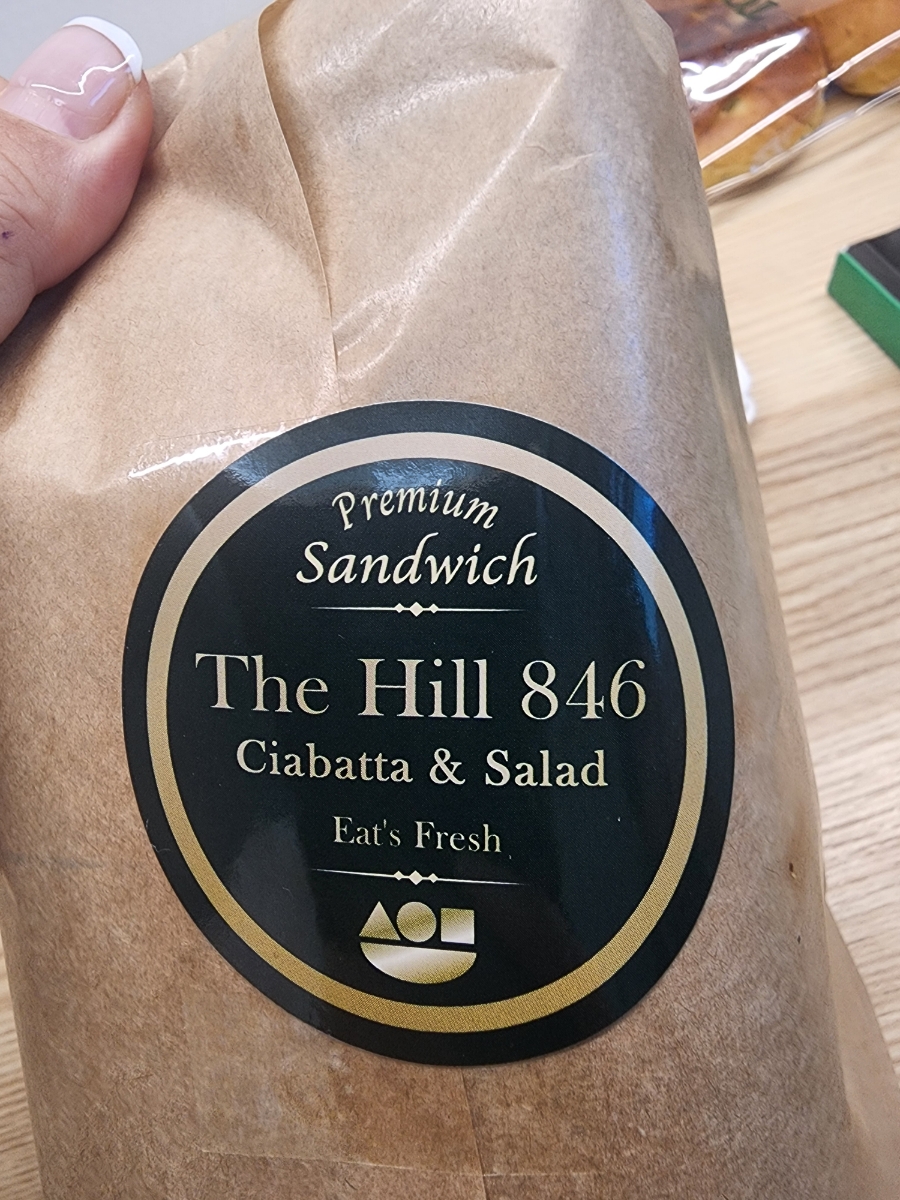 Premium
Sandwich
The Hill 846
Ciabatta & Salad
Eat's Fresh